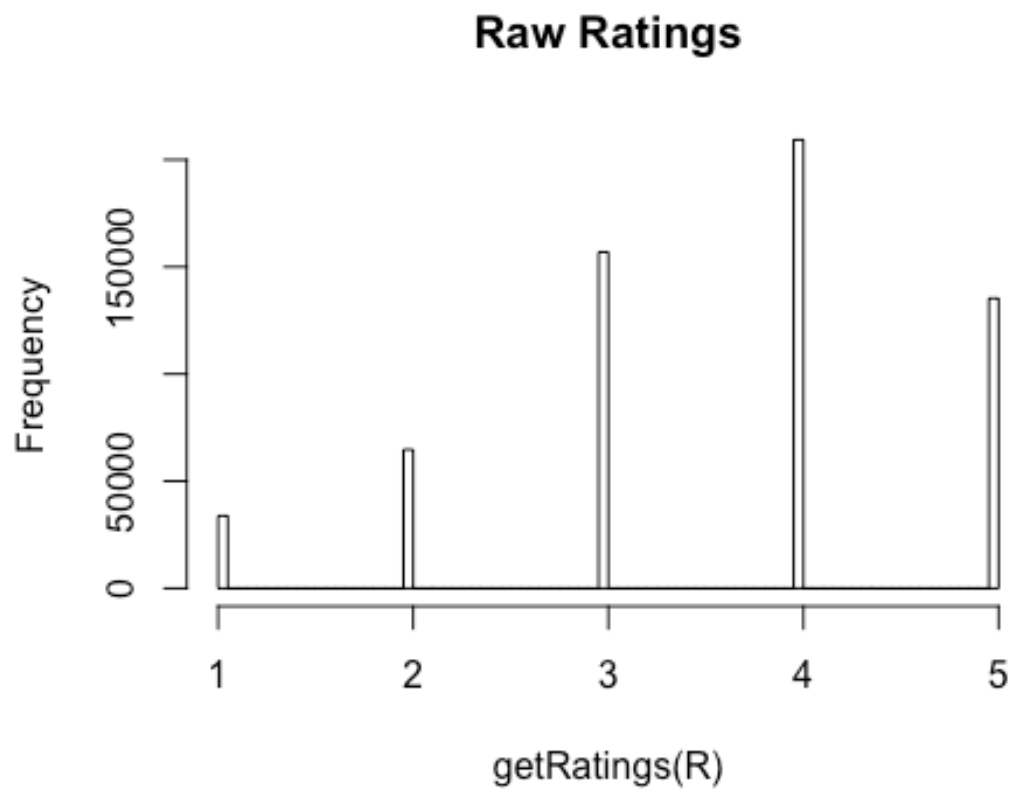 Raw Ratings
Frequency
150000
50000
0
1 2 3 4 5
getRatings(R)